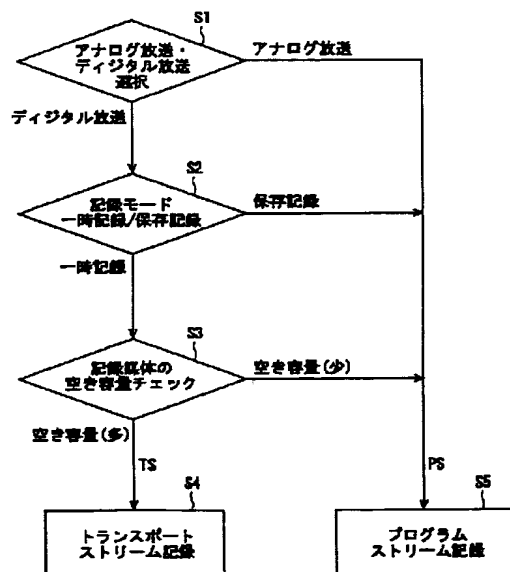 S1
アナログ放送・
ディジタル放送
選択
アナログ放送
ディジタル放送
S2
記録モード
一時記録/保存記録
保存記録
一時記録
S3
記録媒体の
空き容量チェック
空き容量(少)
空き容量(多)
TS
PS
S4
トランスポート
ストリーム記録
S5
プログラム
ストリーム記録